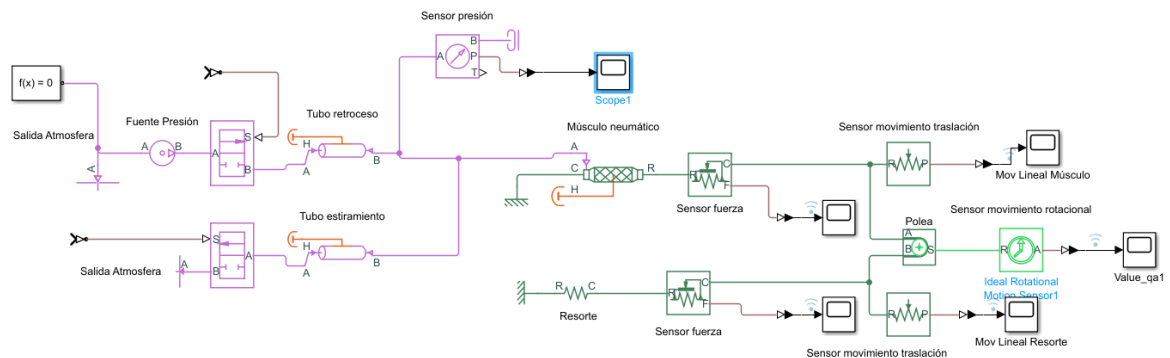 Sensor presión
B
A
P
T
Scope1
f(x) = 0
Salida Atmosfera
Fuente Presión
A
B
A
S
B
A
Tubo retroceso
H
A
B
Músculo neumático
A
C
R
H
R
C
F
Sensor fuerza
Sensor movimiento traslación
R
P
Mov Lineal Músculo
Polea
A
B
S
Sensor movimiento rotacional
R
A
Ideal Rotational
Motion Sensor1
Value_qa1
Tubo estiramiento
S
A
B
H
A
B
Salida Atmosfera
A
R
C
Resorte
R
C
F
Sensor fuerza
R
P
Mov Lineal Resorte
Sensor movimiento traslación